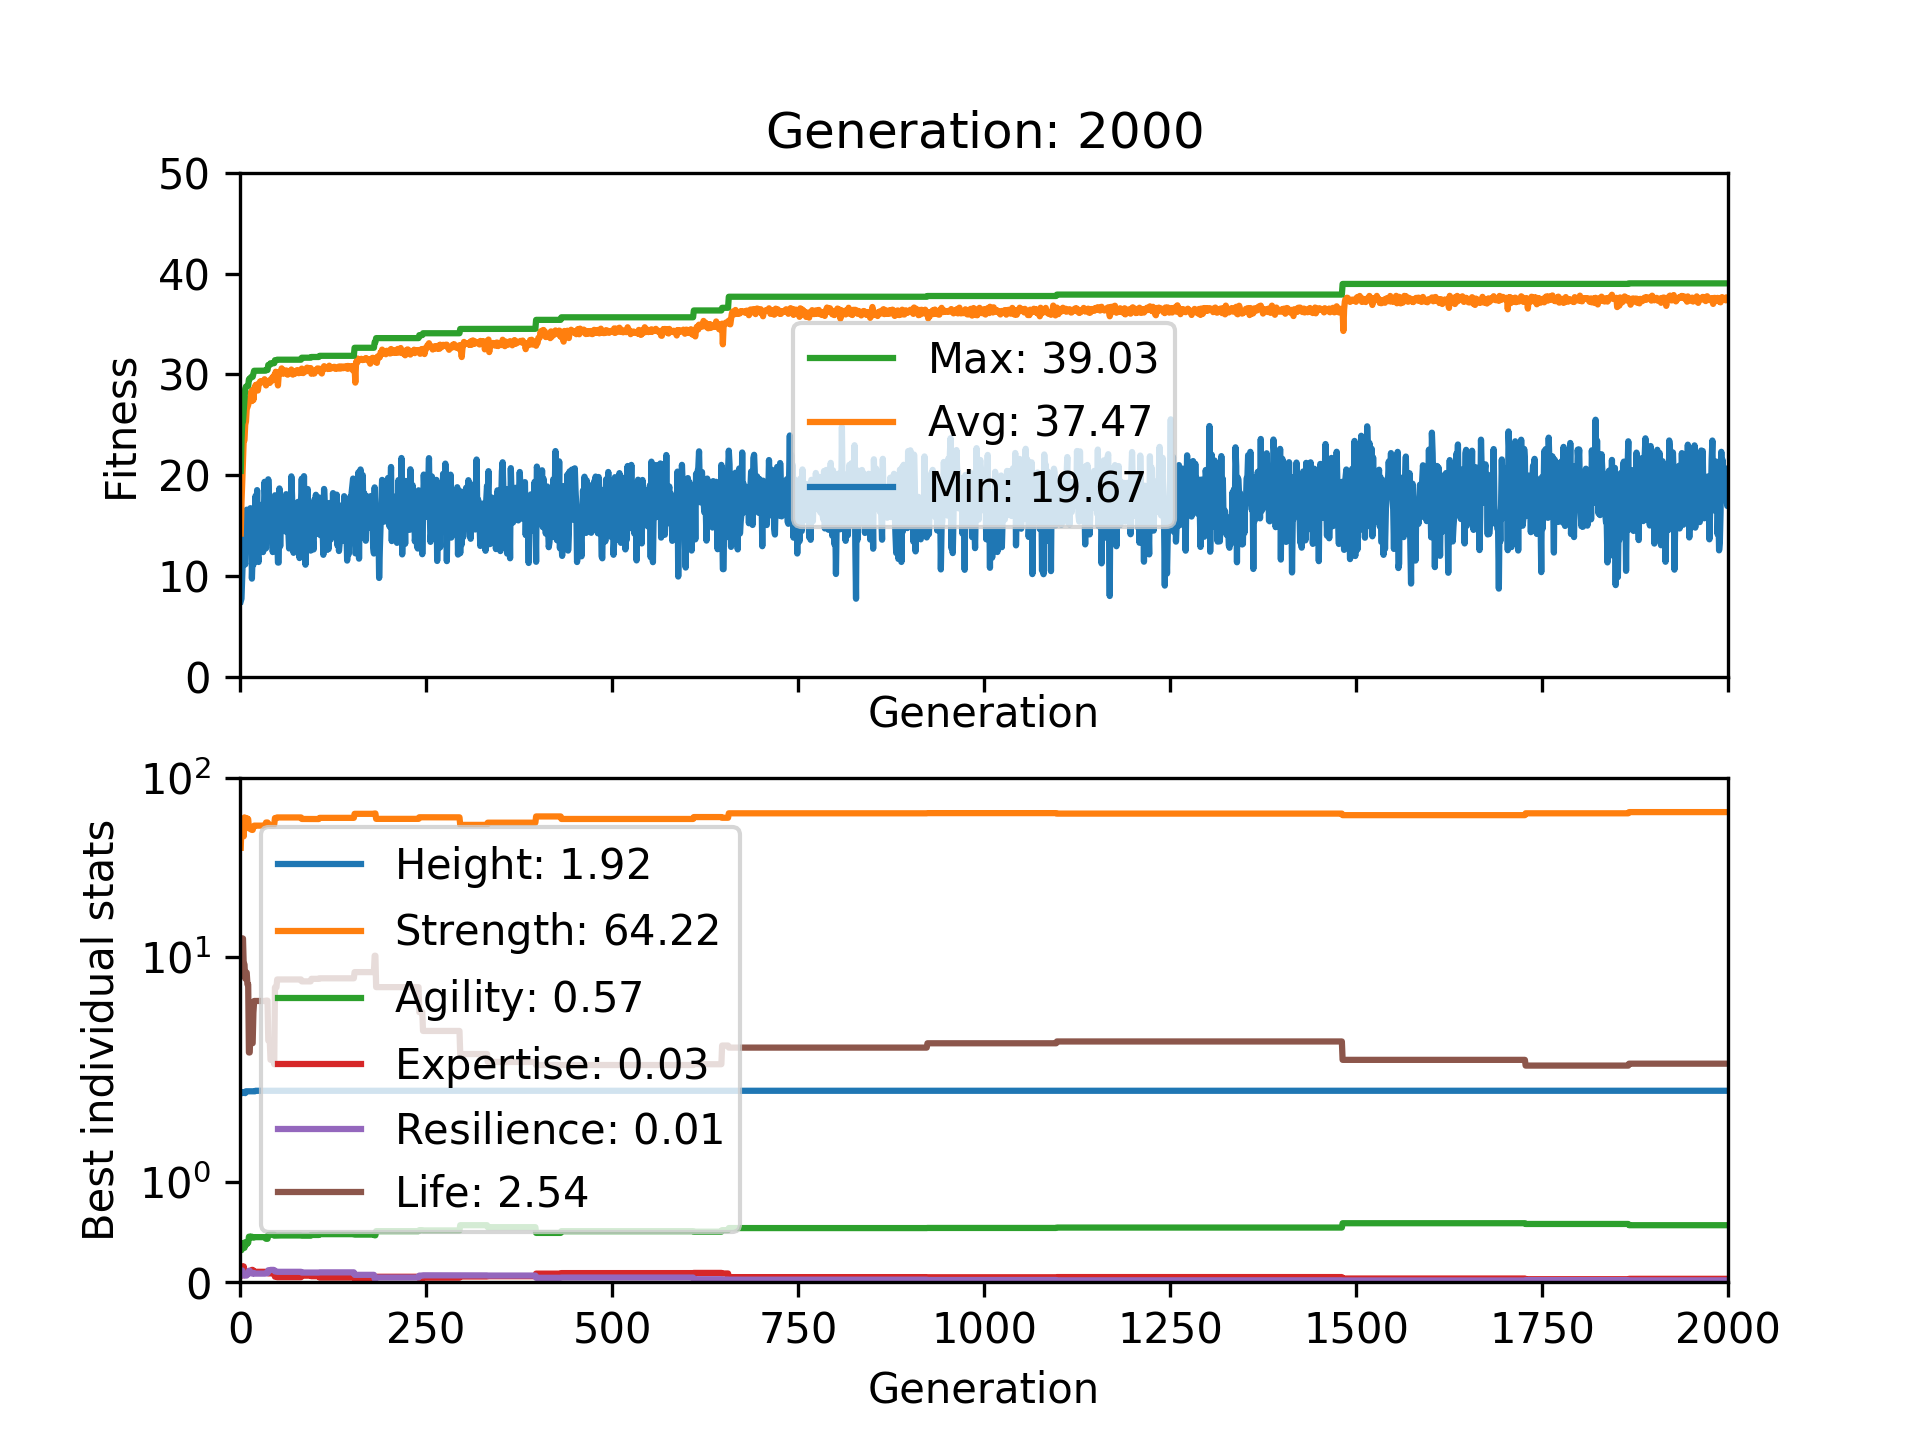 Generation: 2000
50
40
30
20
10
0
Fitness
Max: 39.03
Avg: 37.47
Min: 19.67
Generation
10²
10¹
10⁰
0
Best individual stats
Height: 1.92
Strength: 64.22
Agility: 0.57
Expertise: 0.03
Resilience: 0.01
Life: 2.54
0 250 500 750 1000 1250 1500 1750 2000
Generation